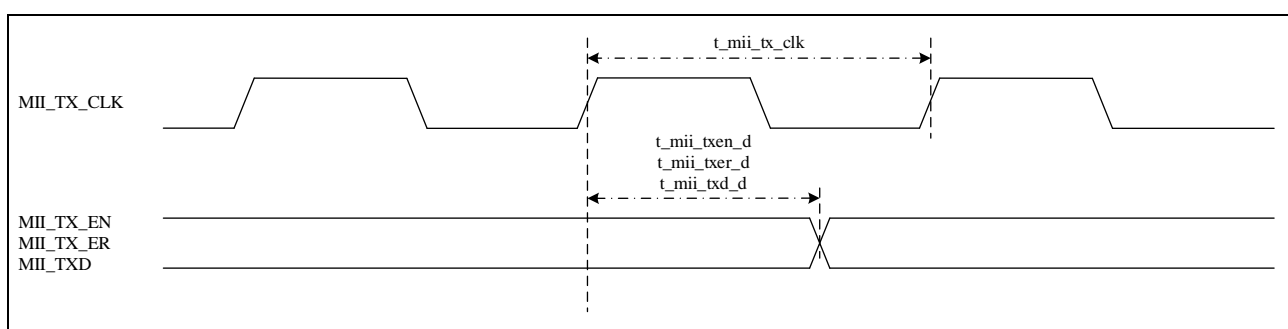 t_mii_tx_clk
MII_TX_CLK
t_mii_txen_d
t_mii_txer_d
t_mii_txd_d
MII_TX_EN
MII_TX_ER
MII_TXD